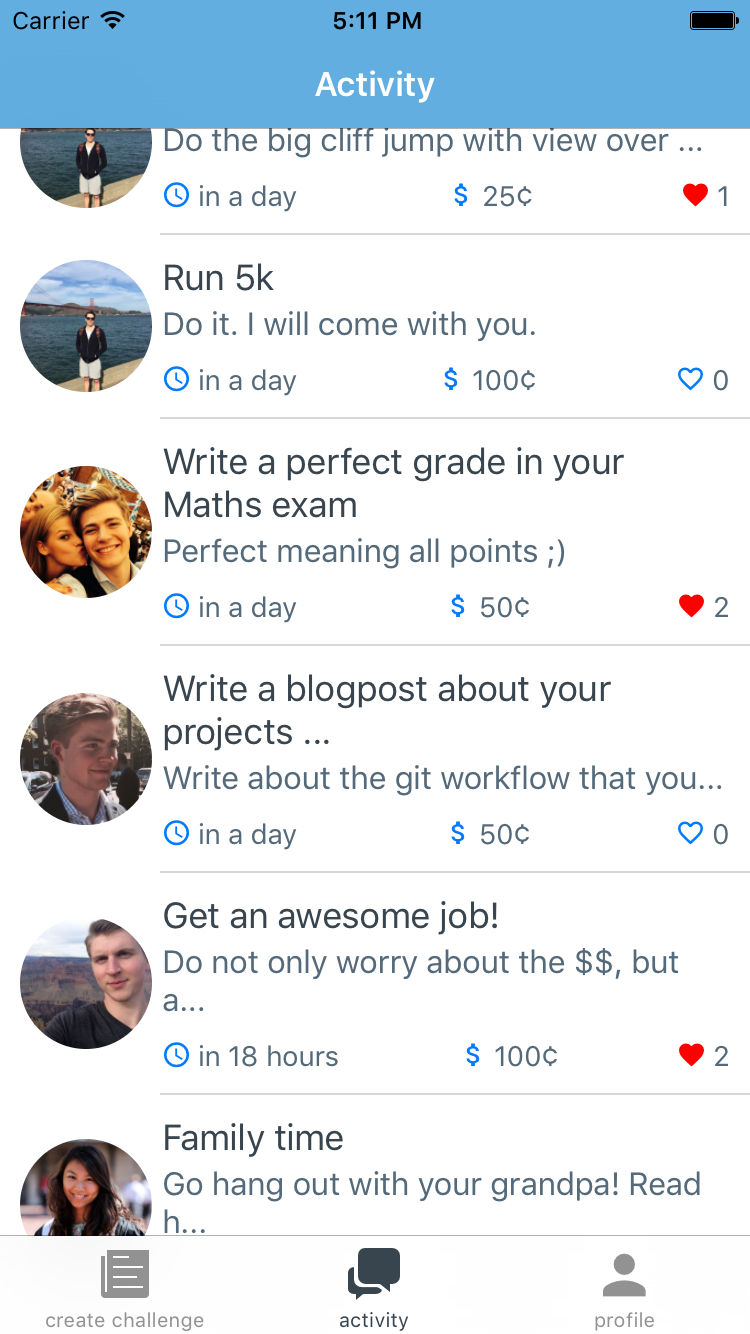 Carrier 5:11 PM
Activity
Do the big cliff jump with view over ...
in a day $ 25¢ 1
Run 5k
Do it. I will come with you.
in a day $ 100¢ 0
Write a perfect grade in your
Maths exam
Perfect meaning all points ;)
in a day $ 50¢ 2
Write a blogpost about your
projects ...
Write about the git workflow that you...
in a day $ 50¢ 0
Get an awesome job!
Do not only worry about the $$, but
a...
in 18 hours $ 100¢ 2
Family time
Go hang out with your grandpa! Read
h...
create challenge activity profile